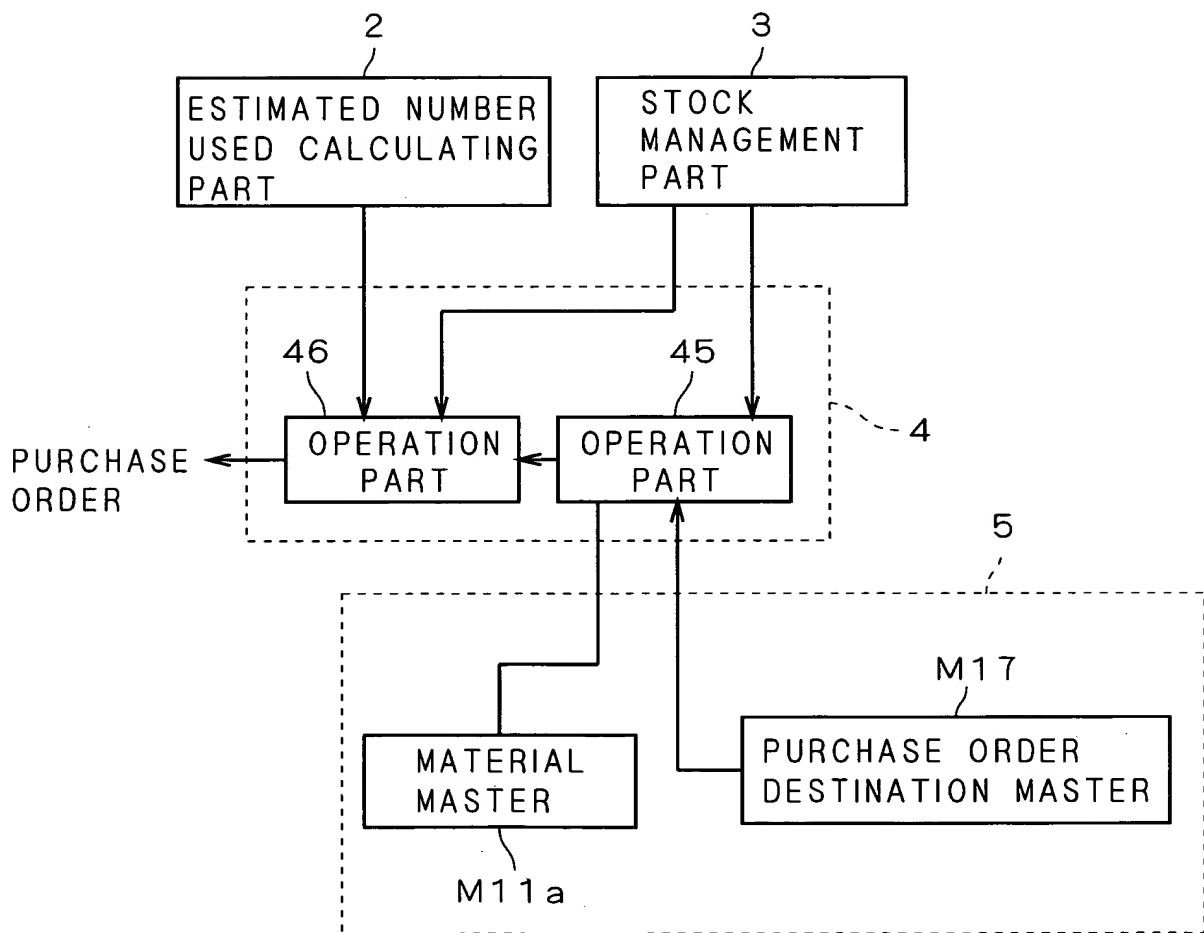 2
3
ESTIMATED NUMBER
USED CALCULATING
PART
STOCK
MANAGEMENT
PART
46
45
4
OPERATION
PART
OPERATION
PART
PURCHASE
ORDER
5
M17
MATERIAL
MASTER
PURCHASE ORDER
DESTINATION MASTER
M11a